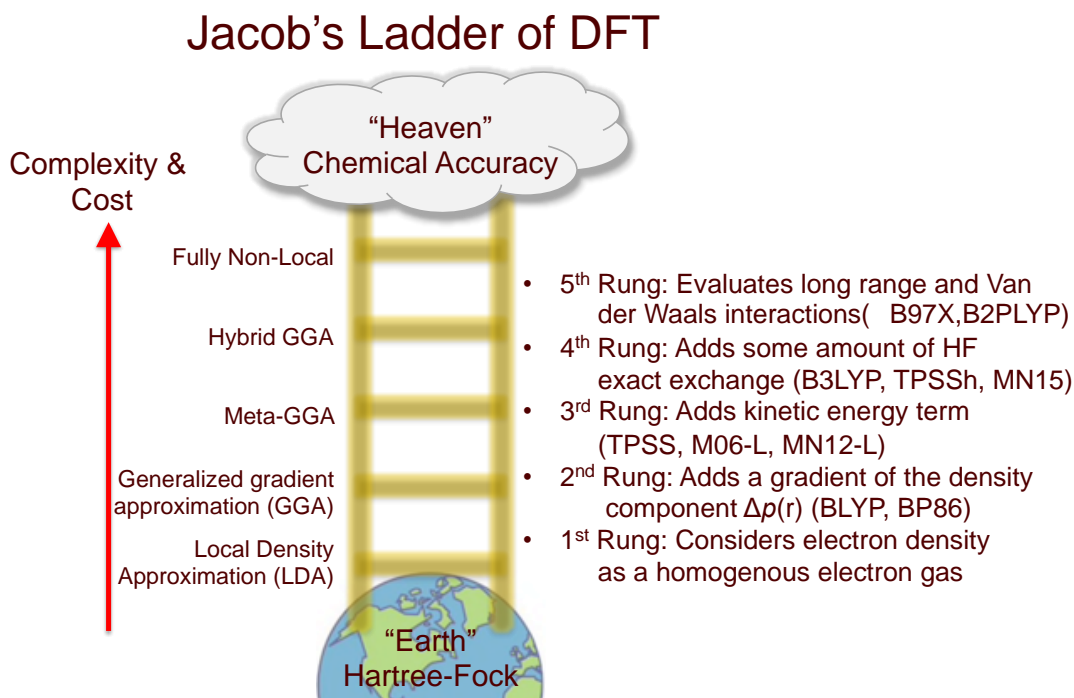 Jacob’s Ladder of DFT
“Heaven”
Chemical Accuracy
Complexity &
Cost
Fully Non-Local
Hybrid GGA
Meta-GGA
Generalized gradient
approximation (GGA)
Local Density
Approximation (LDA)
• 5th Rung: Evaluates long range and Van
der Waals interactions( B97X,B2PLYP)
• 4th Rung: Adds some amount of HF
exact exchange (B3LYP, TPSSh, MN15)
• 3rd Rung: Adds kinetic energy term
(TPSS, M06-L, MN12-L)
• 2nd Rung: Adds a gradient of the density
component Δp(r) (BLYP, BP86)
• 1st Rung: Considers electron density
as a homogenous electron gas
“Earth”
Hartree-Fock